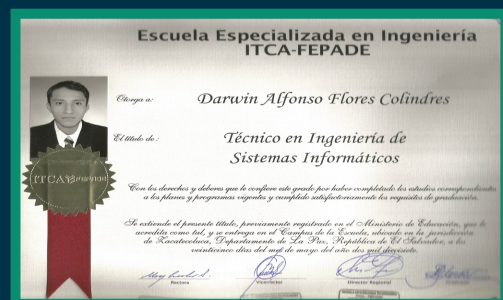 Escuela Especializada en Ingeniería
ITCA-FEPADE
Otorga a:
Darwin Alfonso Flores Colindres
El título de :
Técnico en Ingeniería de
Sistemas Informáticos
ITCA
Con los derechos y deberes que le confiere este grado por haber completado los estudios correspondientes
a los planes y programas vigentes y cumplido satisfactoriamente los requisitos de graduación.
Se extiende el presente título, previamente registrado en el Ministerio de Educación, que le
acredita como tal, y se entrega en el Campus de la Escuela, ubicado en la jurisdicción
de Zacatecoluca, Departamento de La Paz, República de El Salvador, a los
veinticinco días del mes de mayo del año dos mil diecisiete.
Rectora
Vicerrector
Director Regional